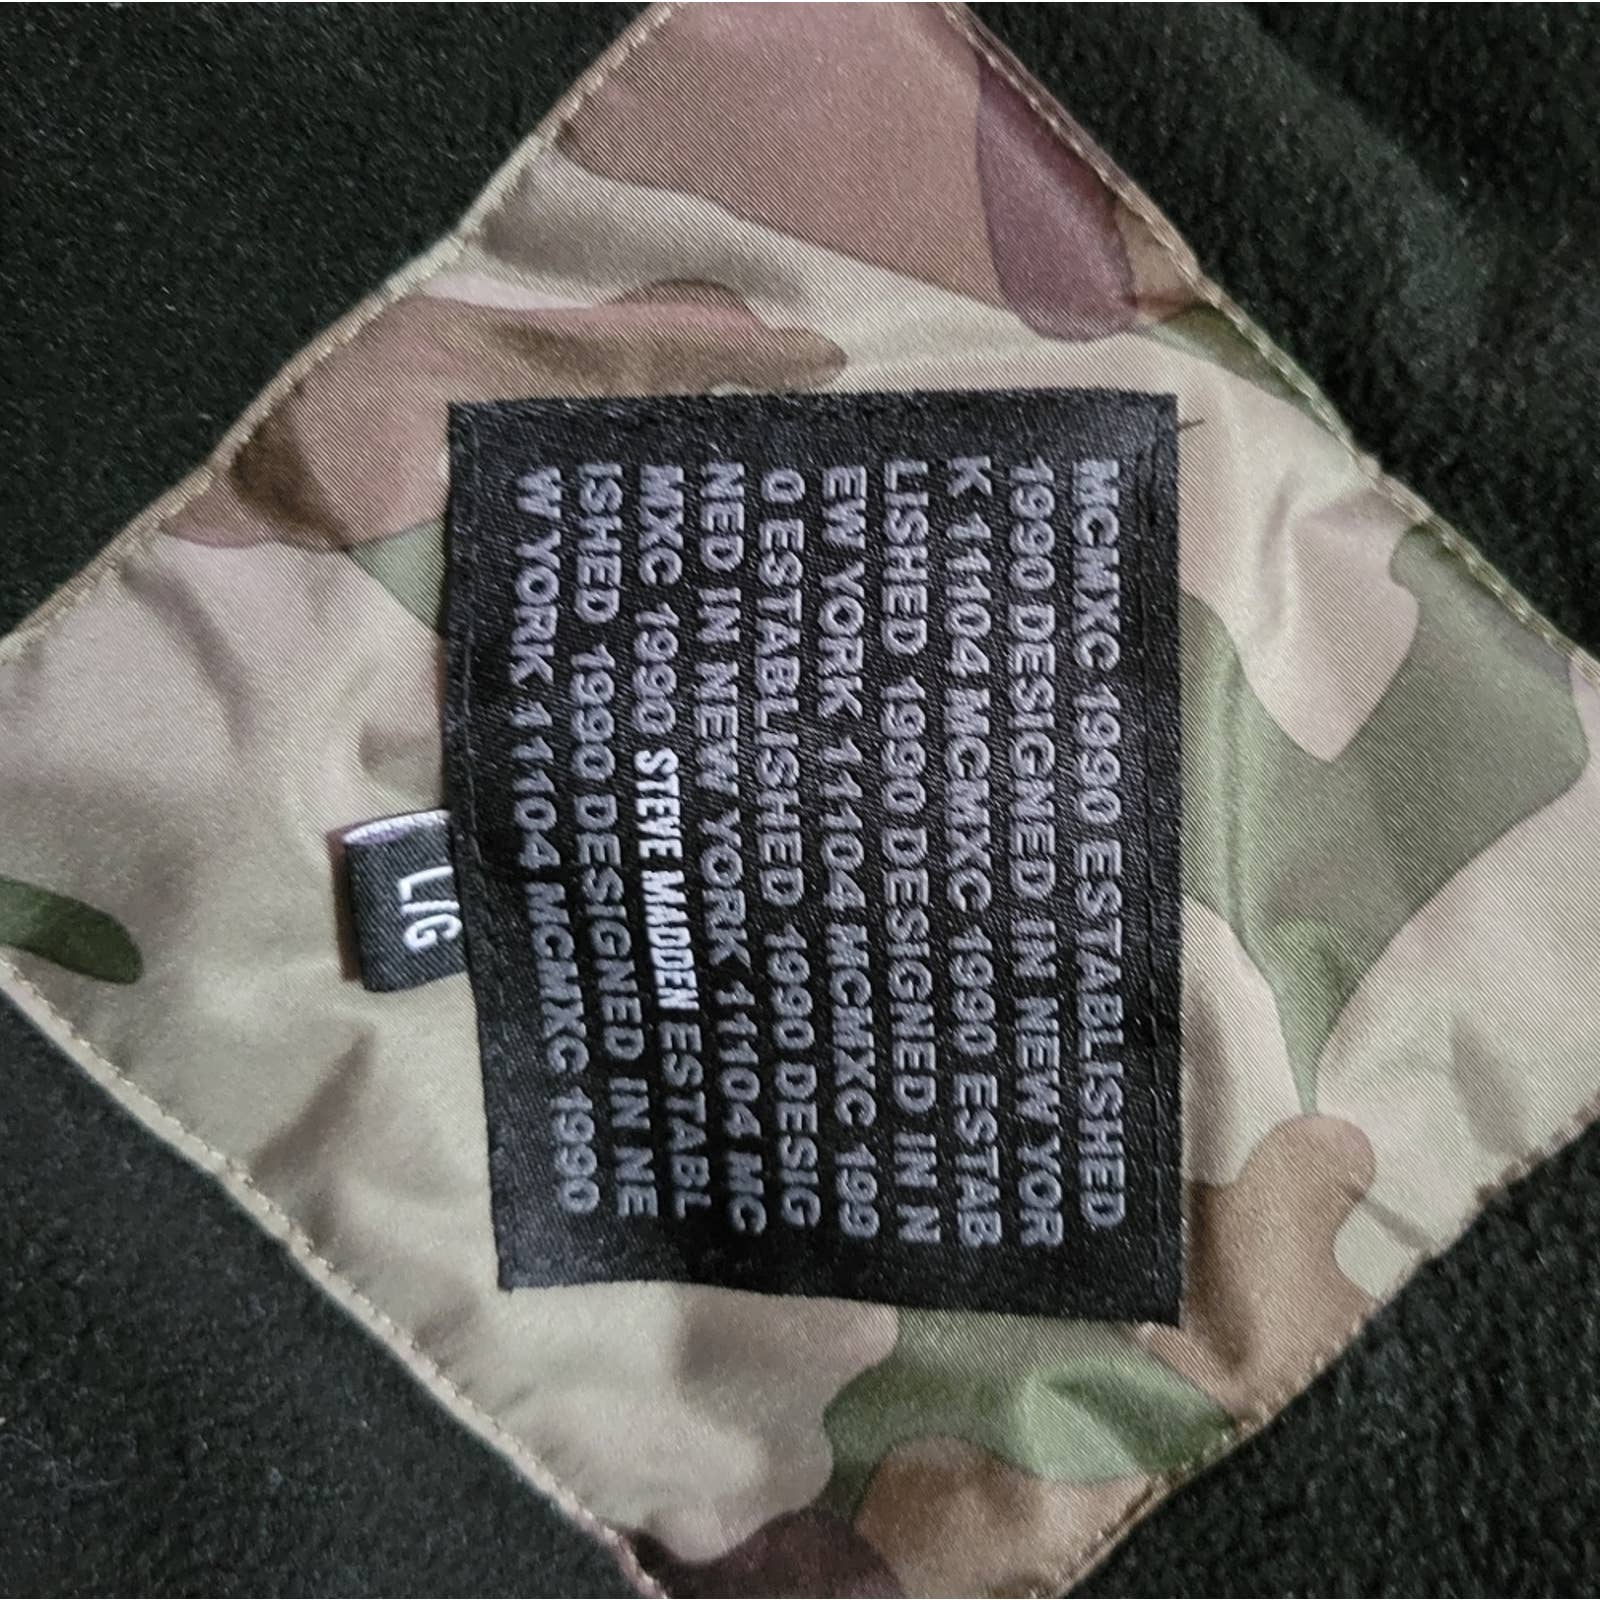 MCMXC 1990 ESTABLISHED
1990 DESIGNED IN NEW YOR
K 11104 MCMXC 1990 ESTAB
LISHED 1990 DESIGNED IN N
EW YORK 11104 MCMXC 199
0 ESTABLISHED 1990 DESIG
NED IN NEW YORK 11104 MC
MXC 1990 STEVE MADDEN ESTABL
ISHED 1990 DESIGNED IN NE
W YORK 11104 MCMXC 1990
L/G